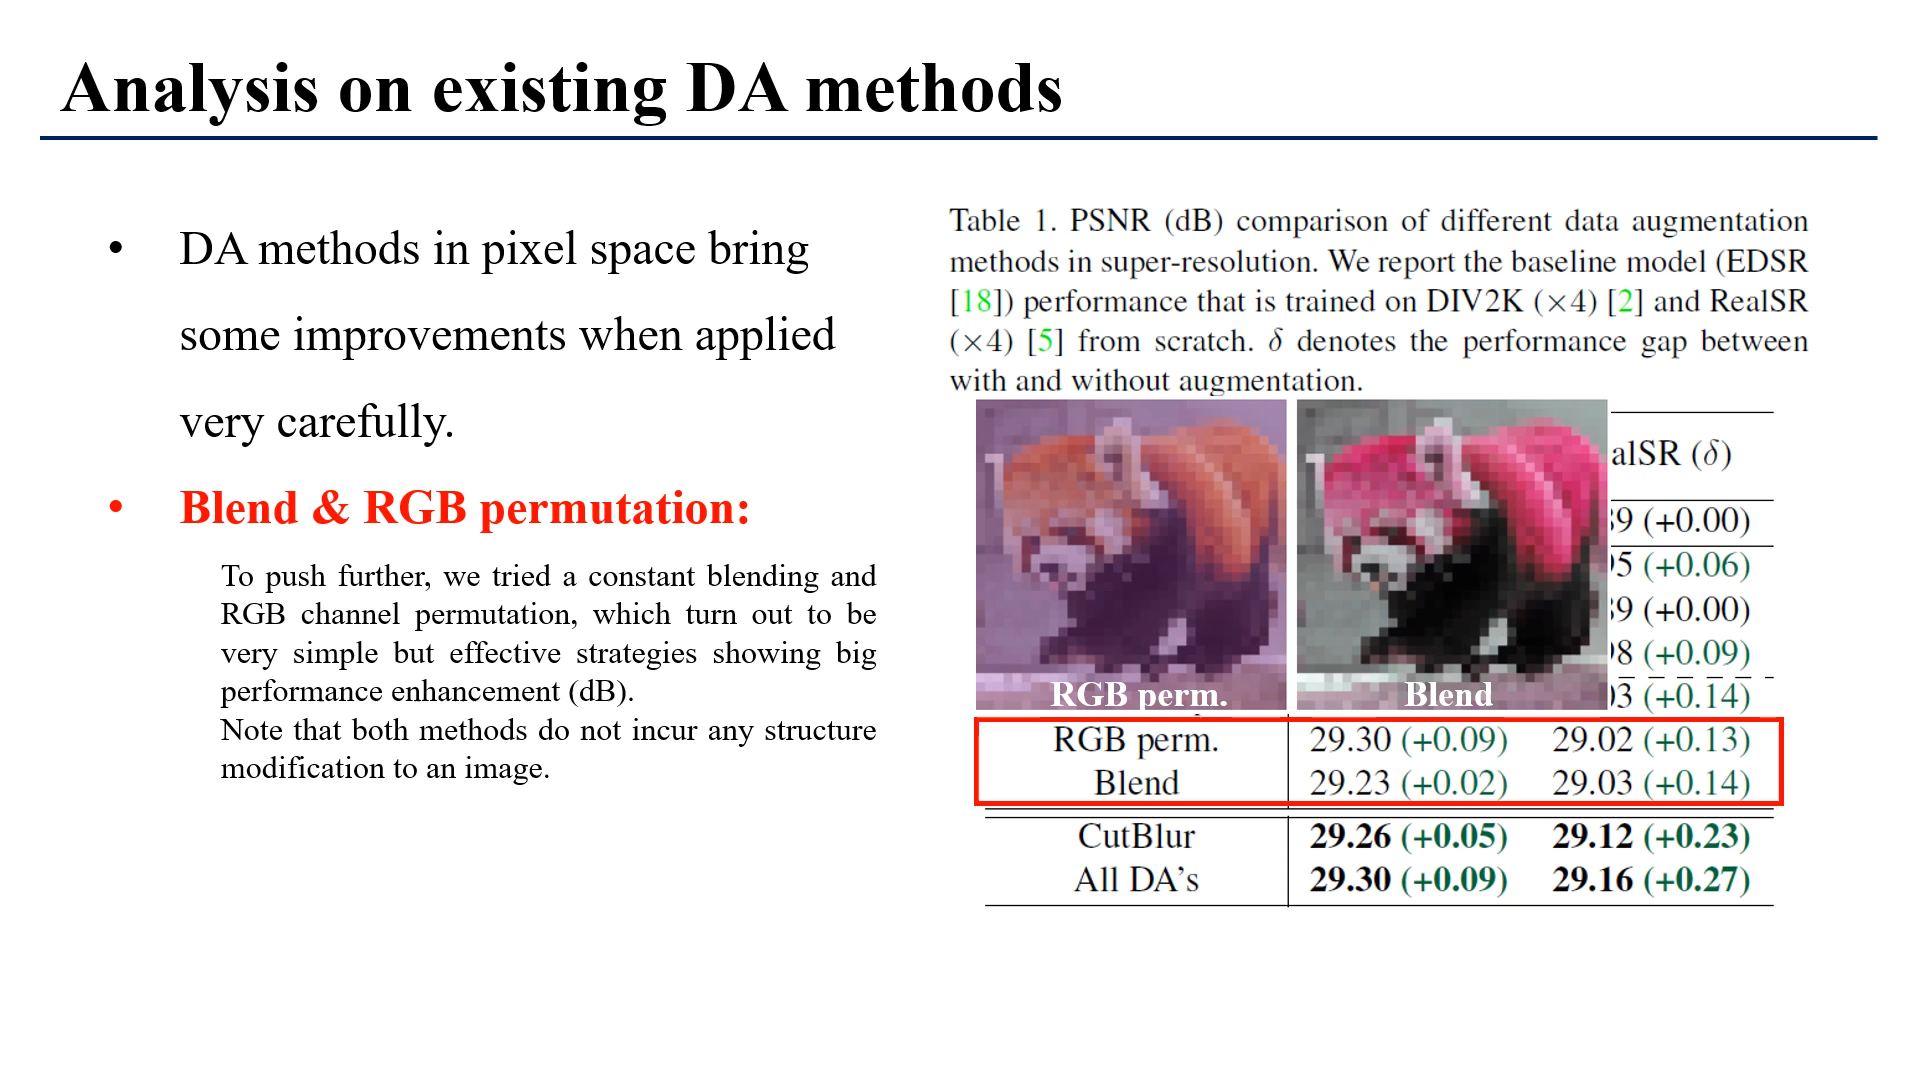 Analysis on existing DA methods
• DA methods in pixel space bring
some improvements when applied
very carefully.
• Blend & RGB permutation:
To push further, we tried a constant blending and
RGB channel permutation, which turn out to be
very simple but effective strategies showing big
performance enhancement (dB).
Note that both methods do not incur any structure
modification to an image.
Table 1. PSNR (dB) comparison of different data augmentation
methods in super-resolution. We report the baseline model (EDSR
[18]) performance that is trained on DIV2K (×4) [2] and RealSR
(×4) [5] from scratch. δ denotes the performance gap between
with and without augmentation.
alSR (δ)
9 (+0.00)
5 (+0.06)
9 (+0.00)
8 (+0.09)
3 (+0.14)
RGB perm. Blend
RGB perm. 29.30 (+0.09) 29.02 (+0.13)
Blend 29.23 (+0.02) 29.03 (+0.14)
CutBlur 29.26 (+0.05) 29.12 (+0.23)
All DA's 29.30 (+0.09) 29.16 (+0.27)